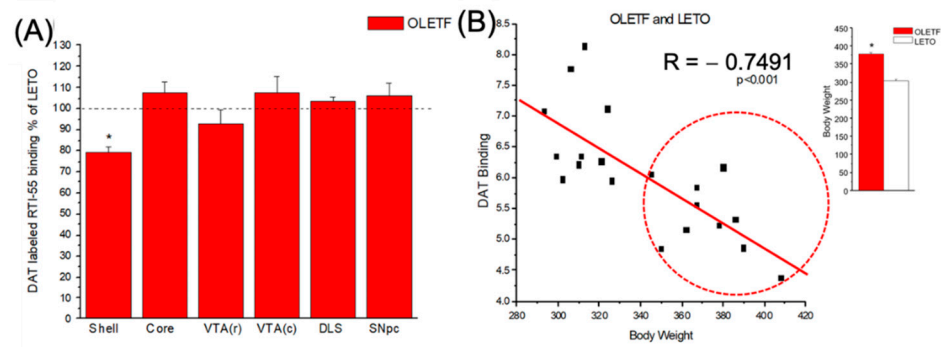 (A)
OLETF
DAT labeled RTI-55 binding % of LETO
130
120
110
100
90
80
70
60
50
40
30
20
10
0
*
Shell Core VTA(r) VTA(c) DLS SNpc
(B)
OLETF and LETO
R = – 0.7491
p<0.001
DAT Binding
8.5
8.0
7.5
7.0
6.5
6.0
5.5
5.0
4.5
4.0
280 300 320 340 360 380 400 420
Body Weight
OLETF
LETO
Body Weight
450
400
350
300
250
200
150
100
50
0
*